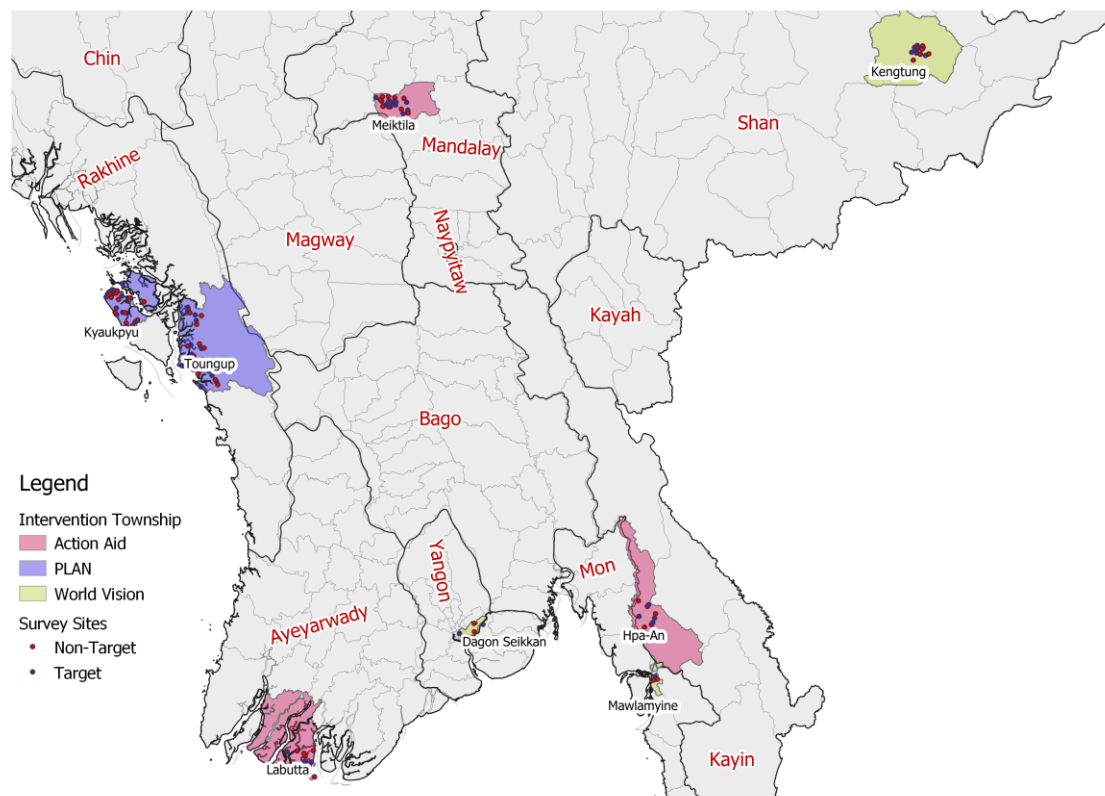 Chin
Kengtung
Shan
Meiktila
Mandalay
Rakhine
Magway
Naypyitaw
Kayah
Kyaukpyu
Toungup
Bago
Legend
Intervention Township
Action Aid
PLAN
World Vision
Survey Sites
Non-Target
Target
Yangon
Mon
Ayeyarwady
Dagon Seikkan
Hpa-An
Mawlamyine
Labutta
Kayin